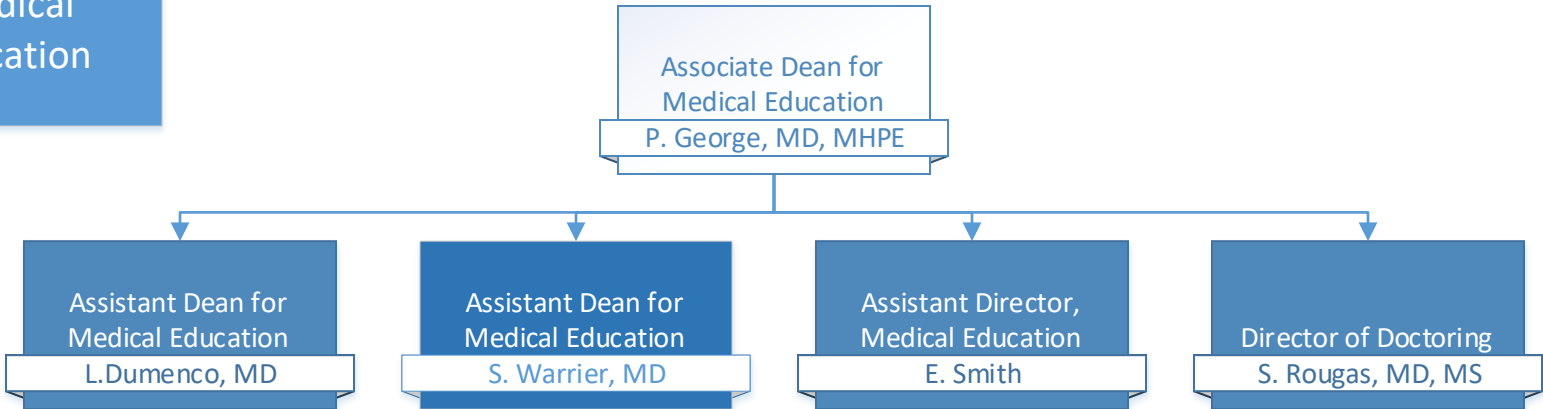 Associate Dean for
Medical Education
P. George, MD, MHPE
Assistant Dean for
Medical Education
L.Dumenco, MD
Assistant Dean for
Medical Education
S. Warrier, MD
Assistant Director,
Medical Education
E. Smith
Director of Doctoring
S. Rougas, MD, MS